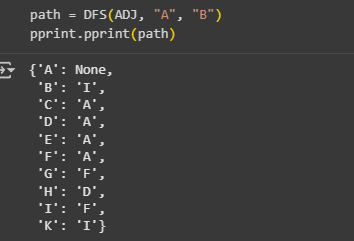 path = DFS(ADJ, "A", "B")
pprint.pprint(path)
{'A': None,
'B': 'I',
'C': 'A',
'D': 'A',
'E': 'A',
'F': 'A',
'G': 'F',
'H': 'D',
'I': 'F',
'K': 'I'}